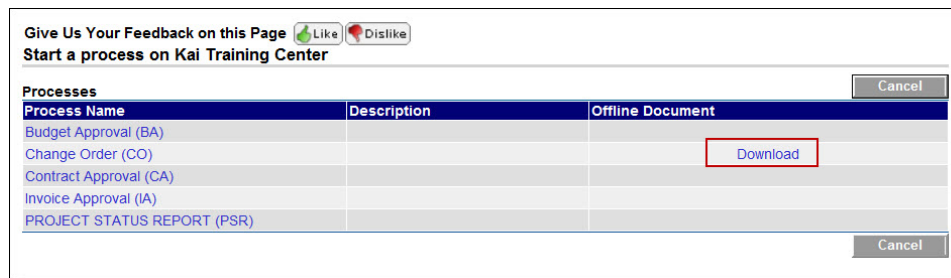 Give Us Your Feedback on this Page Like Dislike
Start a process on Kai Training Center
Processes Cancel
Process Name Description Offline Document
Budget Approval (BA)
Change Order (CO) Download
Contract Approval (CA)
Invoice Approval (IA)
PROJECT STATUS REPORT (PSR)
Cancel